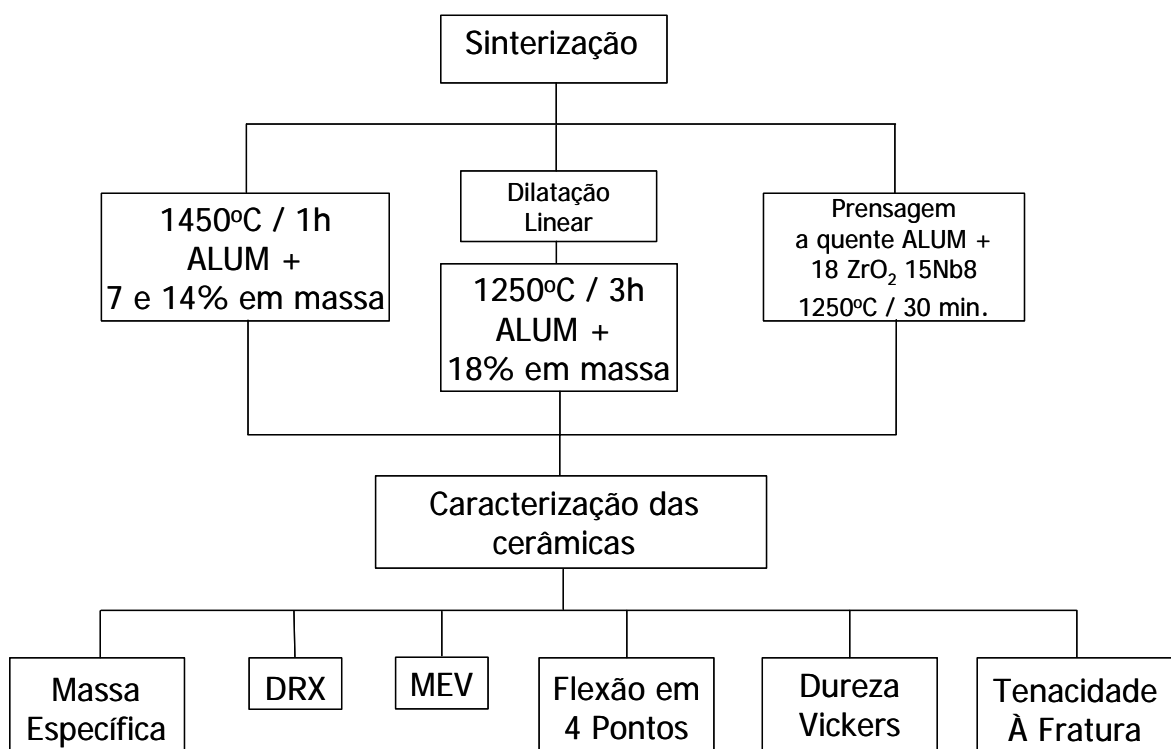 Sinterização
1450ºC / 1h
ALUM +
7 e 14% em massa
Dilatação
Linear
1250ºC / 3h
ALUM +
18% em massa
Prensagem
a quente ALUM +
18 ZrO₂ 15Nb8
1250ºC / 30 min.
Caracterização das
cerâmicas
Massa
Específica
DRX
MEV
Flexão em
4 Pontos
Dureza
Vickers
Tenacidade
À Fratura